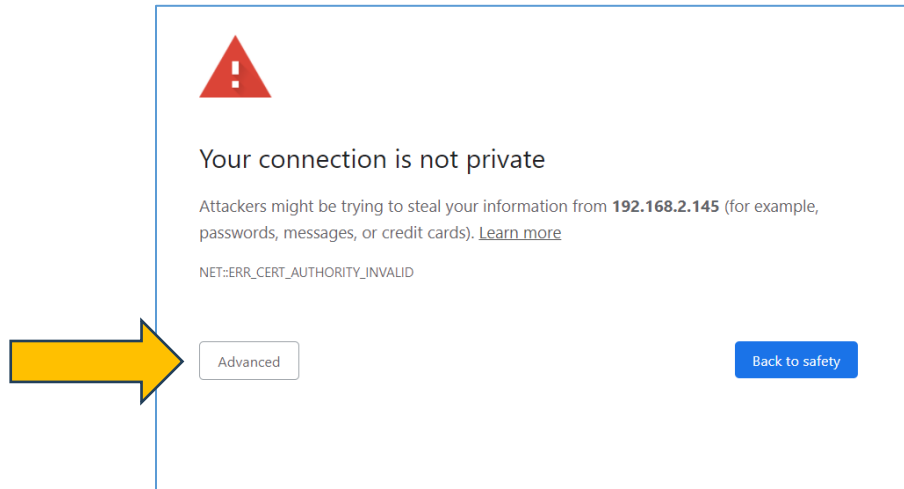 Your connection is not private
Attackers might be trying to steal your information from 192.168.2.145 (for example,
passwords, messages, or credit cards). Learn more
NET::ERR_CERT_AUTHORITY_INVALID
Advanced
Back to safety